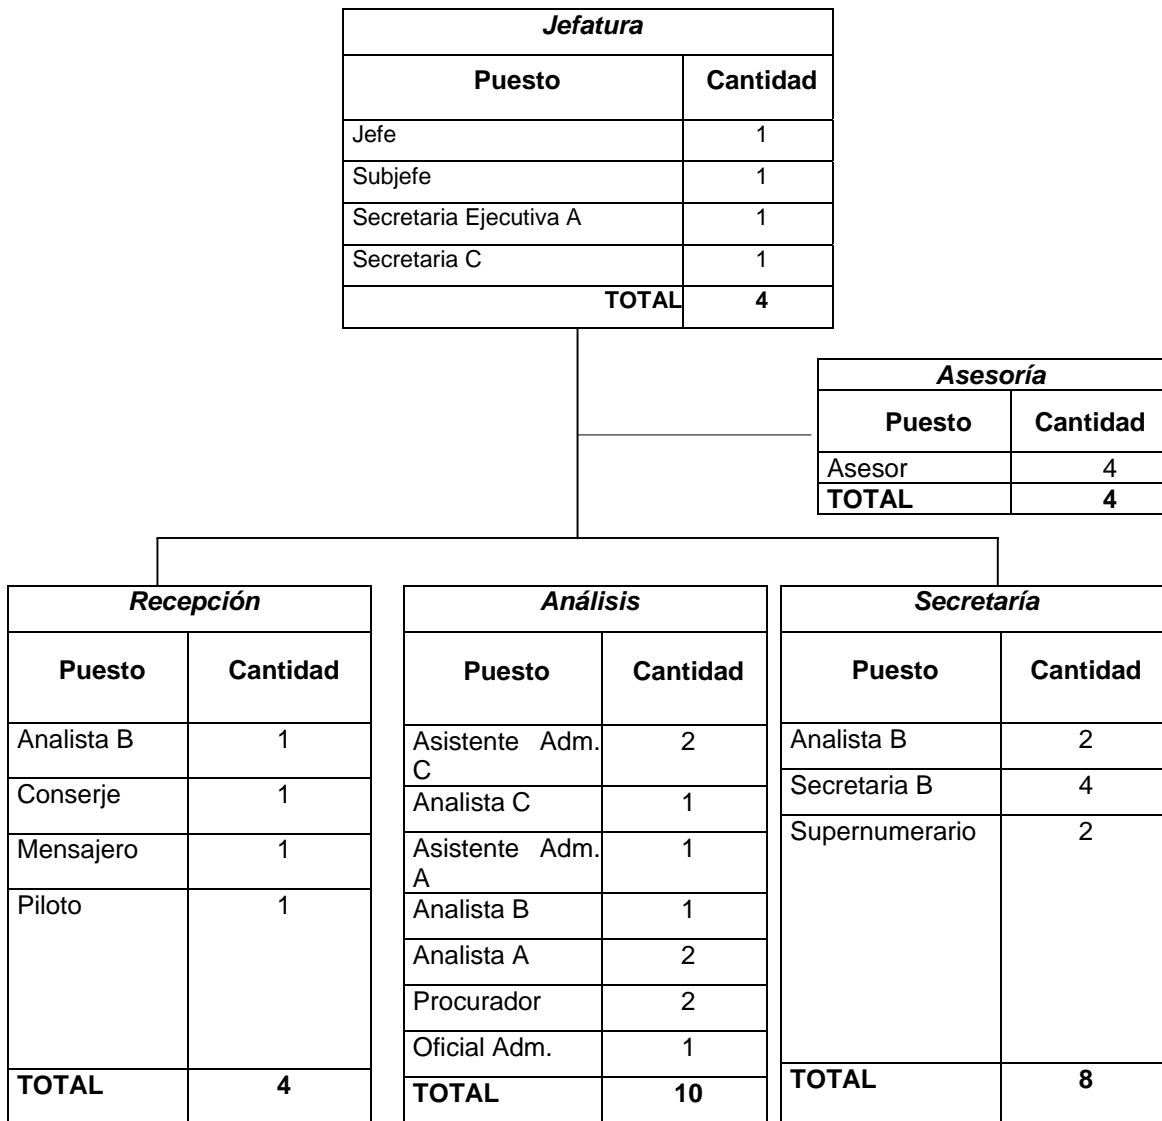 Jefatura
Puesto Cantidad
Jefe 1
Subjefe 1
Secretaria Ejecutiva A 1
Secretaria C 1
TOTAL 4
Asesoría
Puesto Cantidad
Asesor 4
TOTAL 4
Recepción
Puesto Cantidad
Analista B 1
Conserje 1
Mensajero 1
Piloto 1
TOTAL 4
Análisis
Puesto Cantidad
Asistente Adm. 2
C
Analista C 1
Asistente Adm. 1
A
Analista B 1
Analista A 2
Procurador 2
Oficial Adm. 1
TOTAL 10
Secretaría
Puesto Cantidad
Analista B 2
Secretaria B 4
Supernumerario 2
TOTAL 8